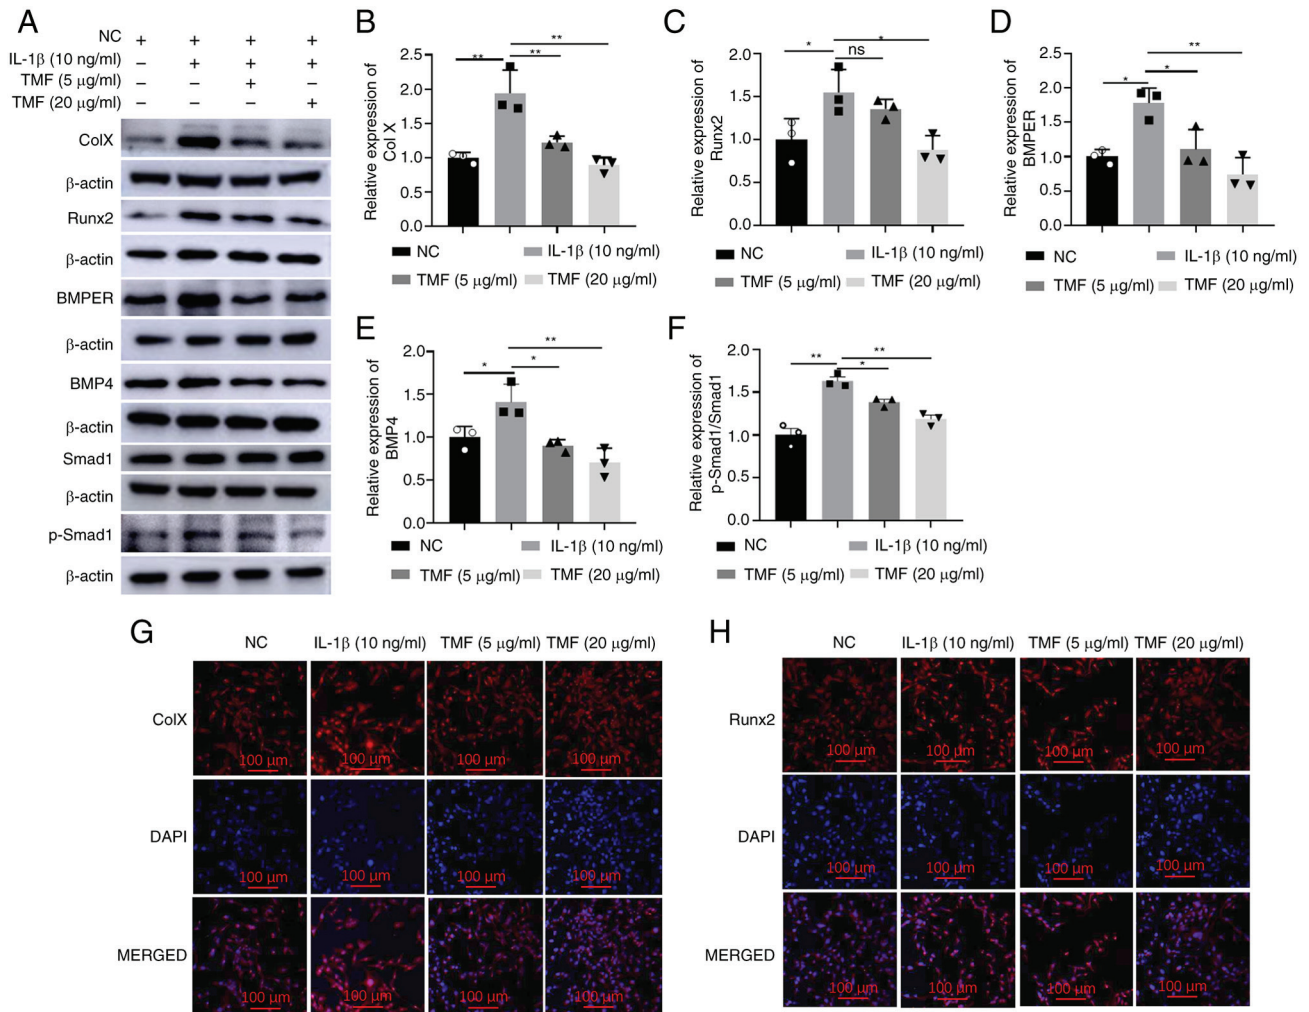 A
NC + + + +
IL-1β (10 ng/ml) − + + +
TMF (5 µg/ml) − − + −
TMF (20 µg/ml) − − − +
ColX
β-actin
Runx2
β-actin
BMPER
β-actin
BMP4
β-actin
Smad1
β-actin
p-Smad1
β-actin
B
Relative expression of
Col X
2.5
2.0
1.5
1.0
0.5
0.0
** ** **
NC
IL-1β (10 ng/ml)
TMF (5 µg/ml)
TMF (20 µg/ml)
C
Relative expression of
Runx2
2.0
1.5
1.0
0.5
0.0
* ns *
NC
IL-1β (10 ng/ml)
TMF (5 µg/ml)
TMF (20 µg/ml)
D
Relative expression of
BMPER
2.5
2.0
1.5
1.0
0.5
0.0
* * **
NC
IL-1β (10 ng/ml)
TMF (5 µg/ml)
TMF (20 µg/ml)
E
Relative expression of
BMP4
2.0
1.5
1.0
0.5
0.0
* * **
NC
IL-1β (10 ng/ml)
TMF (5 µg/ml)
TMF (20 µg/ml)
F
Relative expression of
p-Smad1/Smad1
2.0
1.5
1.0
0.5
0.0
** * **
NC
IL-1β (10 ng/ml)
TMF (5 µg/ml)
TMF (20 µg/ml)
G
NC IL-1β (10 ng/ml) TMF (5 µg/ml) TMF (20 µg/ml)
ColX
100 µm 100 µm 100 µm 100 µm
DAPI
100 µm 100 µm 100 µm 100 µm
MERGED
100 µm 100 µm 100 µm 100 µm
H
NC IL-1β (10 ng/ml) TMF (5 µg/ml) TMF (20 µg/ml)
Runx2
100 µm 100 µm 100 µm 100 µm
DAPI
100 µm 100 µm 100 µm 100 µm
MERGED
100 µm 100 µm 100 µm 100 µm